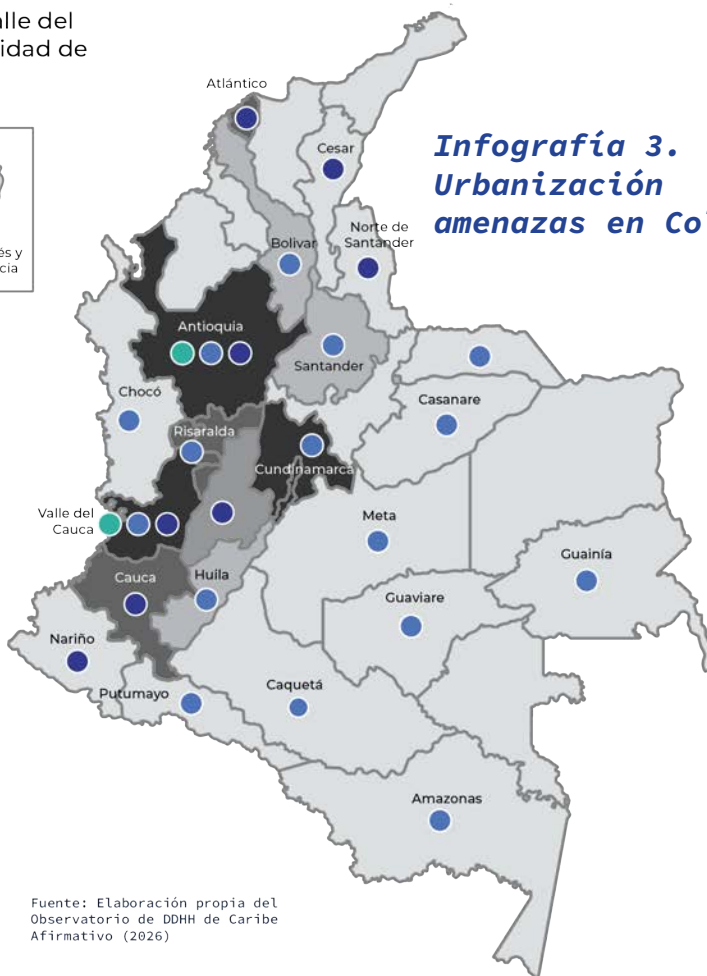 alle del
idad de
Atlántico
Infografía 3.
Urbanización
amenazas en Co
Cesar
Norte de
Santander
és y
cia
Bolivar
Antioquia
Santander
Chocó
Casanare
Risaralda
Cundinamarca
Valle del
Cauca
Meta
Guainía
Cauca
Huila
Guaviare
Nariño
Putumayo
Caquetá
Amazonas
Fuente: Elaboración propia del
Observatorio de DDHH de Caribe
Afirmativo (2026)